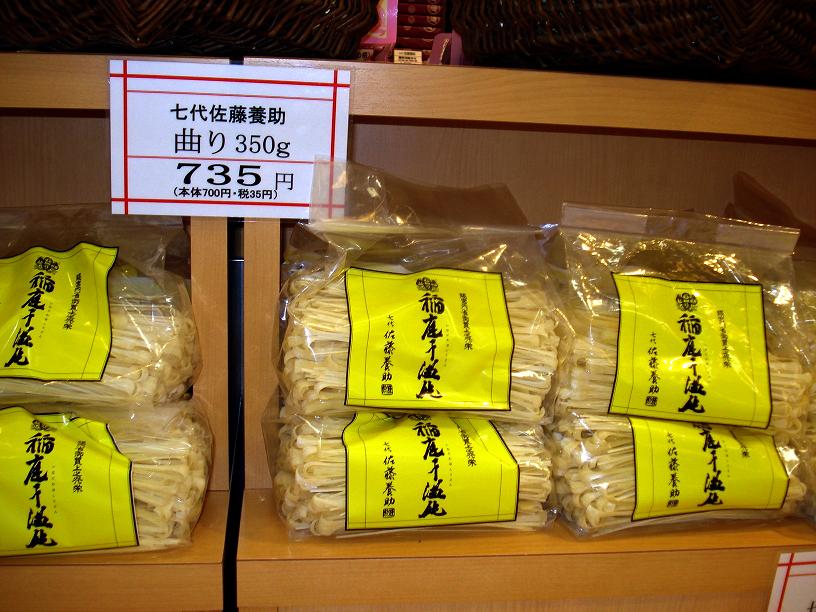 七代佐藤養助
曲り 350g
735円
(本体700円・税35円)
稲庭干温飩
稲庭干温飩
七代 佐藤養助
稲庭干温飩
七代 佐藤養助
稲庭干温飩
稲庭干温飩
七代 佐藤養助
稲庭干温飩
七代 佐藤養助
七